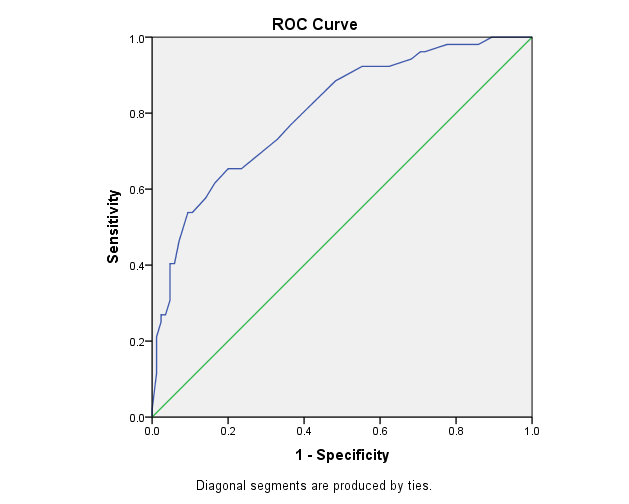 ROC Curve
1.0
0.8
0.6
0.4
0.2
0.0
Sensitivity
0.0 0.2 0.4 0.6 0.8 1.0
1 - Specificity
Diagonal segments are produced by ties.